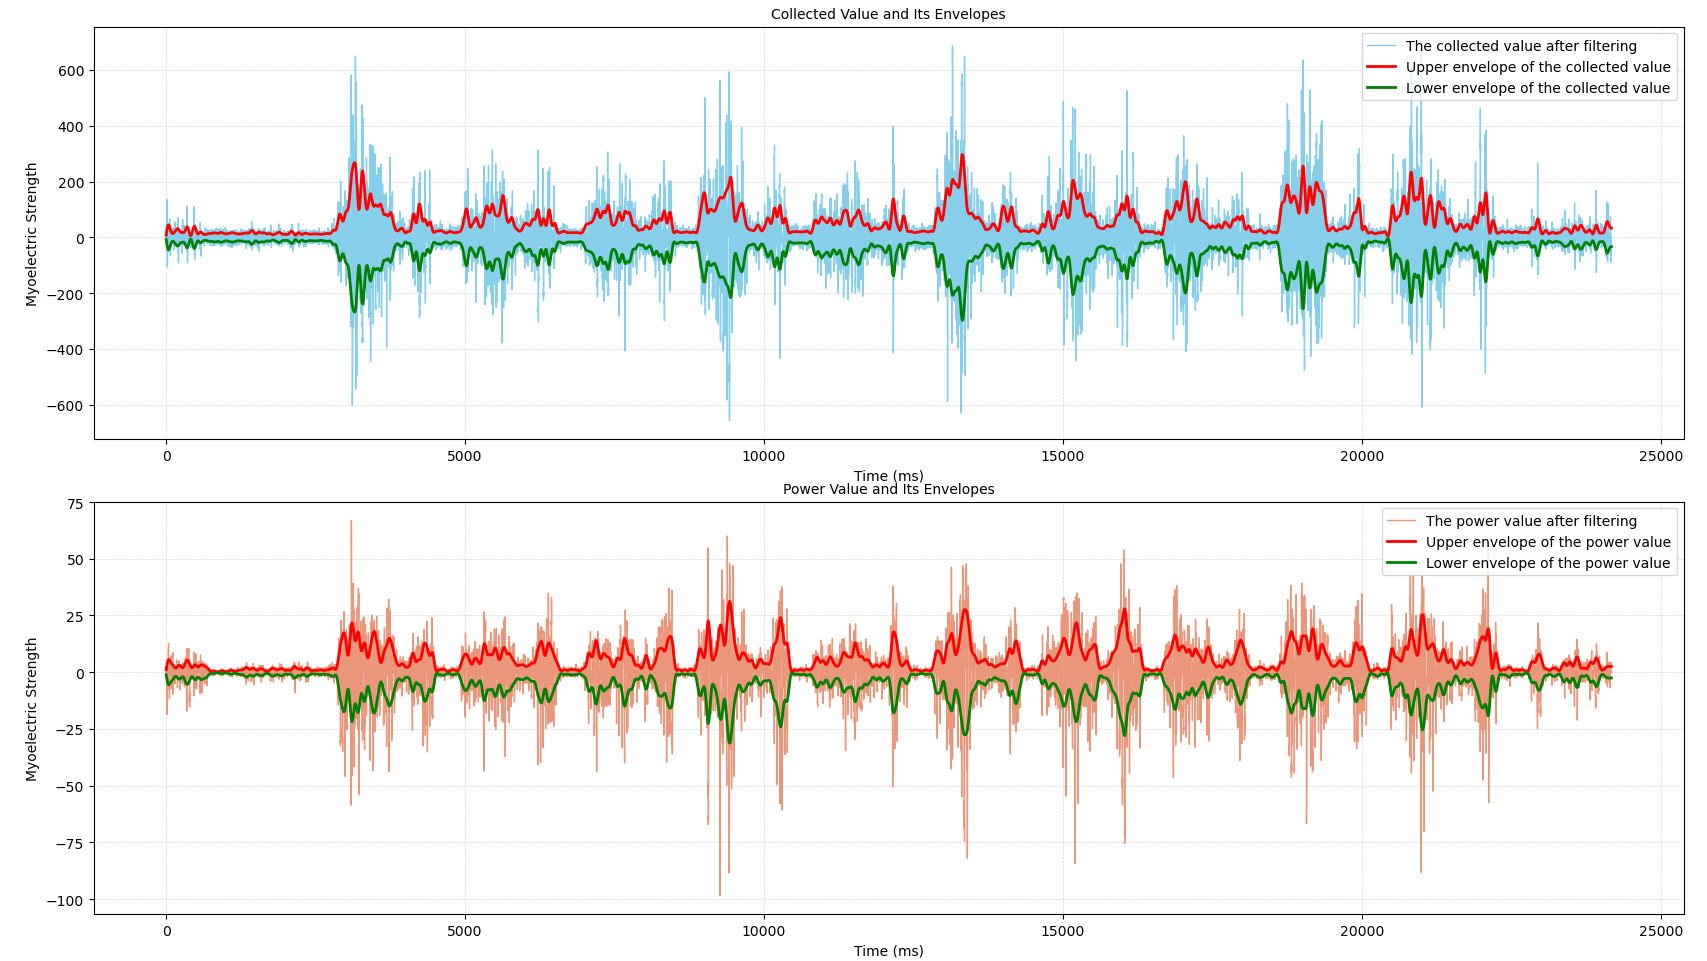 Collected Value and Its Envelopes
The collected value after filtering
Upper envelope of the collected value
Lower envelope of the collected value
Myoelectric Strength
600
400
200
0
−200
−400
−600
0 5000 10000 15000 20000 25000
Time (ms)
Power Value and Its Envelopes
The power value after filtering
Upper envelope of the power value
Lower envelope of the power value
Myoelectric Strength
75
50
25
0
−25
−50
−75
−100
0 5000 10000 15000 20000 25000
Time (ms)